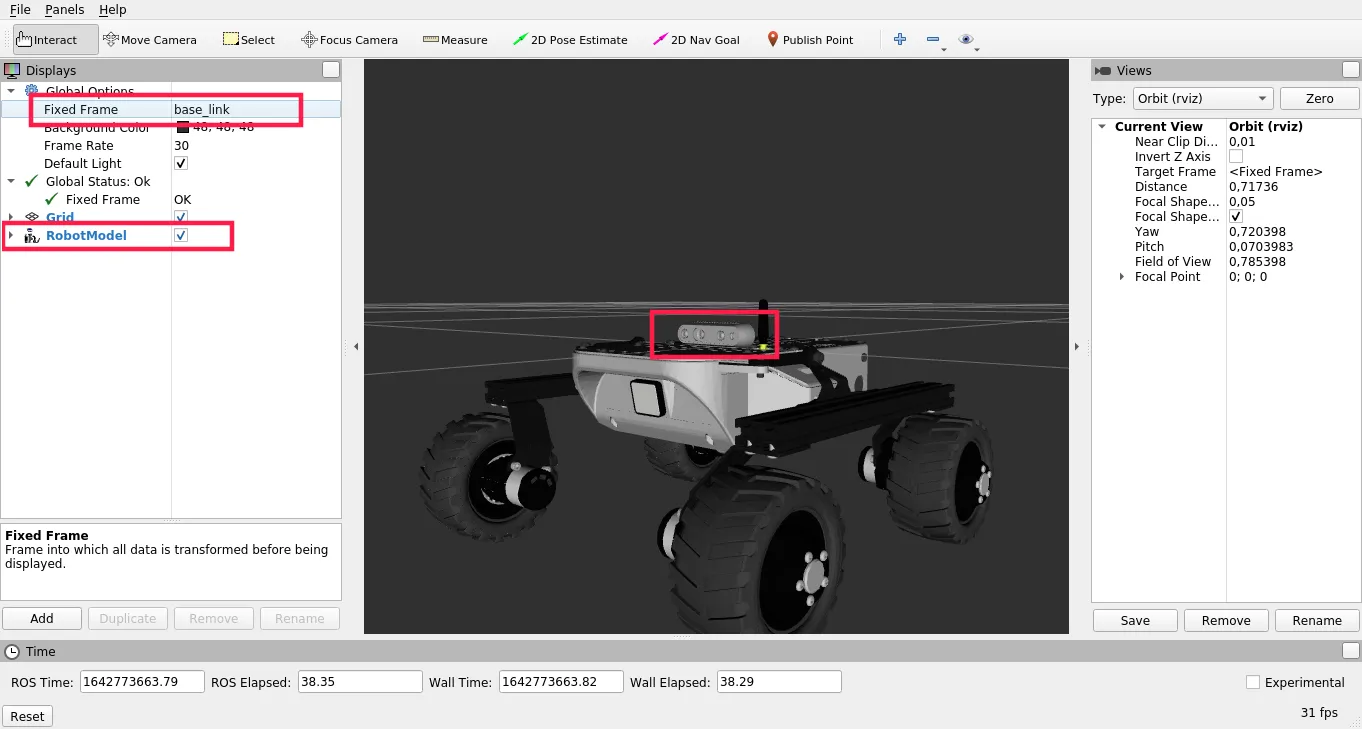 File Panels Help
Interact Move Camera Select Focus Camera Measure 2D Pose Estimate 2D Nav Goal Publish Point
Displays
Global Options
Fixed Frame base_link
Background Color 48; 48; 48
Frame Rate 30
Default Light
Global Status: Ok
Fixed Frame OK
Grid
RobotModel
Fixed Frame
Frame into which all data is transformed before being
displayed.
Add Duplicate Remove Rename
Views
Type: Orbit (rviz) Zero
Current View Orbit (rviz)
Near Clip Di... 0,01
Invert Z Axis
Target Frame <Fixed Frame>
Distance 0,71736
Focal Shape... 0,05
Focal Shape...
Yaw 0,720398
Pitch 0,0703983
Field of View 0,785398
Focal Point 0; 0; 0
Save Remove Rename
Time
ROS Time: 1642773663.79 ROS Elapsed: 38.35 Wall Time: 1642773663.82 Wall Elapsed: 38.29 Experimental
Reset 31 fps